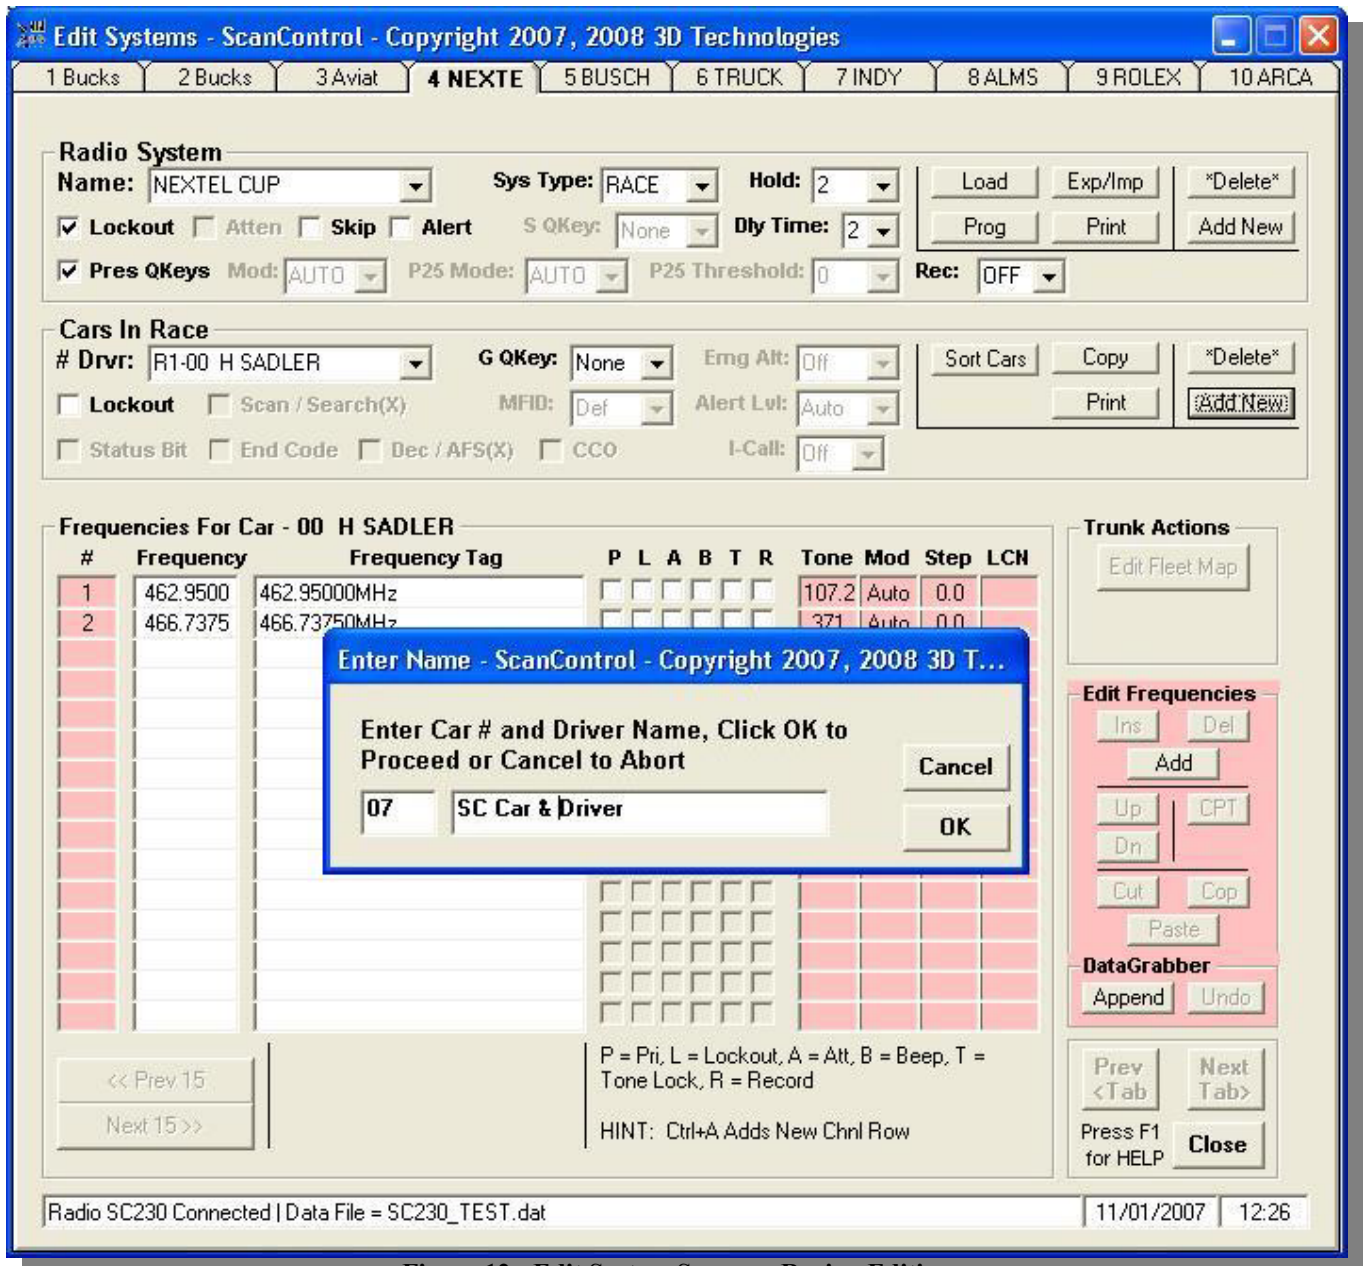 Edit Systems - ScanControl - Copyright 2007, 2008 3D Technologies
1 Bucks 2 Bucks 3 Aviat 4 NEXTE 5 BUSCH 6 TRUCK 7 INDY 8 ALMS 9 ROLEX 10 ARCA
Radio System
Name: NEXTEL CUP Sys Type: RACE Hold: 2 Load Exp/Imp *Delete*
Lockout Atten Skip Alert S QKey: None Dly Time: 2 Prog Print Add New
Pres QKeys Mod: AUTO P25 Mode: AUTO P25 Threshold: 0 Rec: OFF
Cars In Race
# Drvr: R1-00 H SADLER G QKey: None Emg Alt: Off Sort Cars Copy *Delete*
Lockout Scan / Search(X) MFID: Def Alert Lvl: Auto Print Add New
Status Bit End Code Dec / AFS(X) CCO I-Call: Off
Frequencies For Car - 00 H SADLER
Trunk Actions
# Frequency Frequency Tag P L A B T R Tone Mod Step LCN
Edit Fleet Map
1 462.9500 462.95000MHz 107.2 Auto 0.0
2 466.7375 466.73750MHz 371 Auto 0.0
Enter Name - ScanControl - Copyright 2007, 2008 3D T...
Enter Car # and Driver Name, Click OK to
Proceed or Cancel to Abort
Cancel
07 SC Car & Driver
OK
Edit Frequencies
Ins Del
Add
Up CPT
Dn
Cut Cop
Paste
DataGrabber
Append Undo
<< Prev 15
Next 15 >>
P = Pri, L = Lockout, A = Att, B = Beep, T =
Tone Lock, R = Record
HINT: Ctrl+A Adds New Chnl Row
Prev
<Tab
Next
Tab>
Press F1
for HELP
Close
Radio SC230 Connected | Data File = SC230_TEST.dat 11/01/2007 12:26